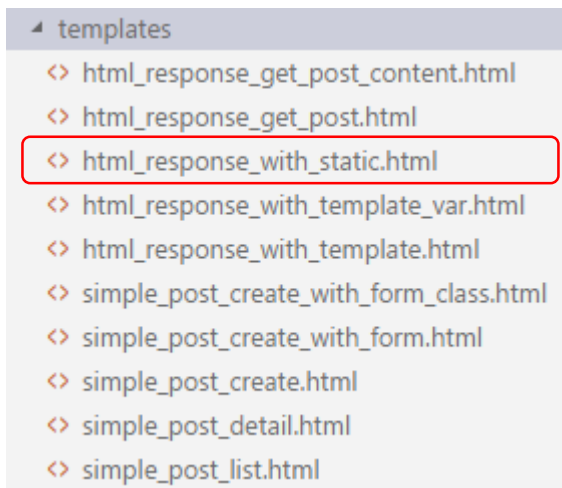 templates
html_response_get_post_content.html
html_response_get_post.html
html_response_with_static.html
html_response_with_template_var.html
html_response_with_template.html
simple_post_create_with_form_class.html
simple_post_create_with_form.html
simple_post_create.html
simple_post_detail.html
simple_post_list.html